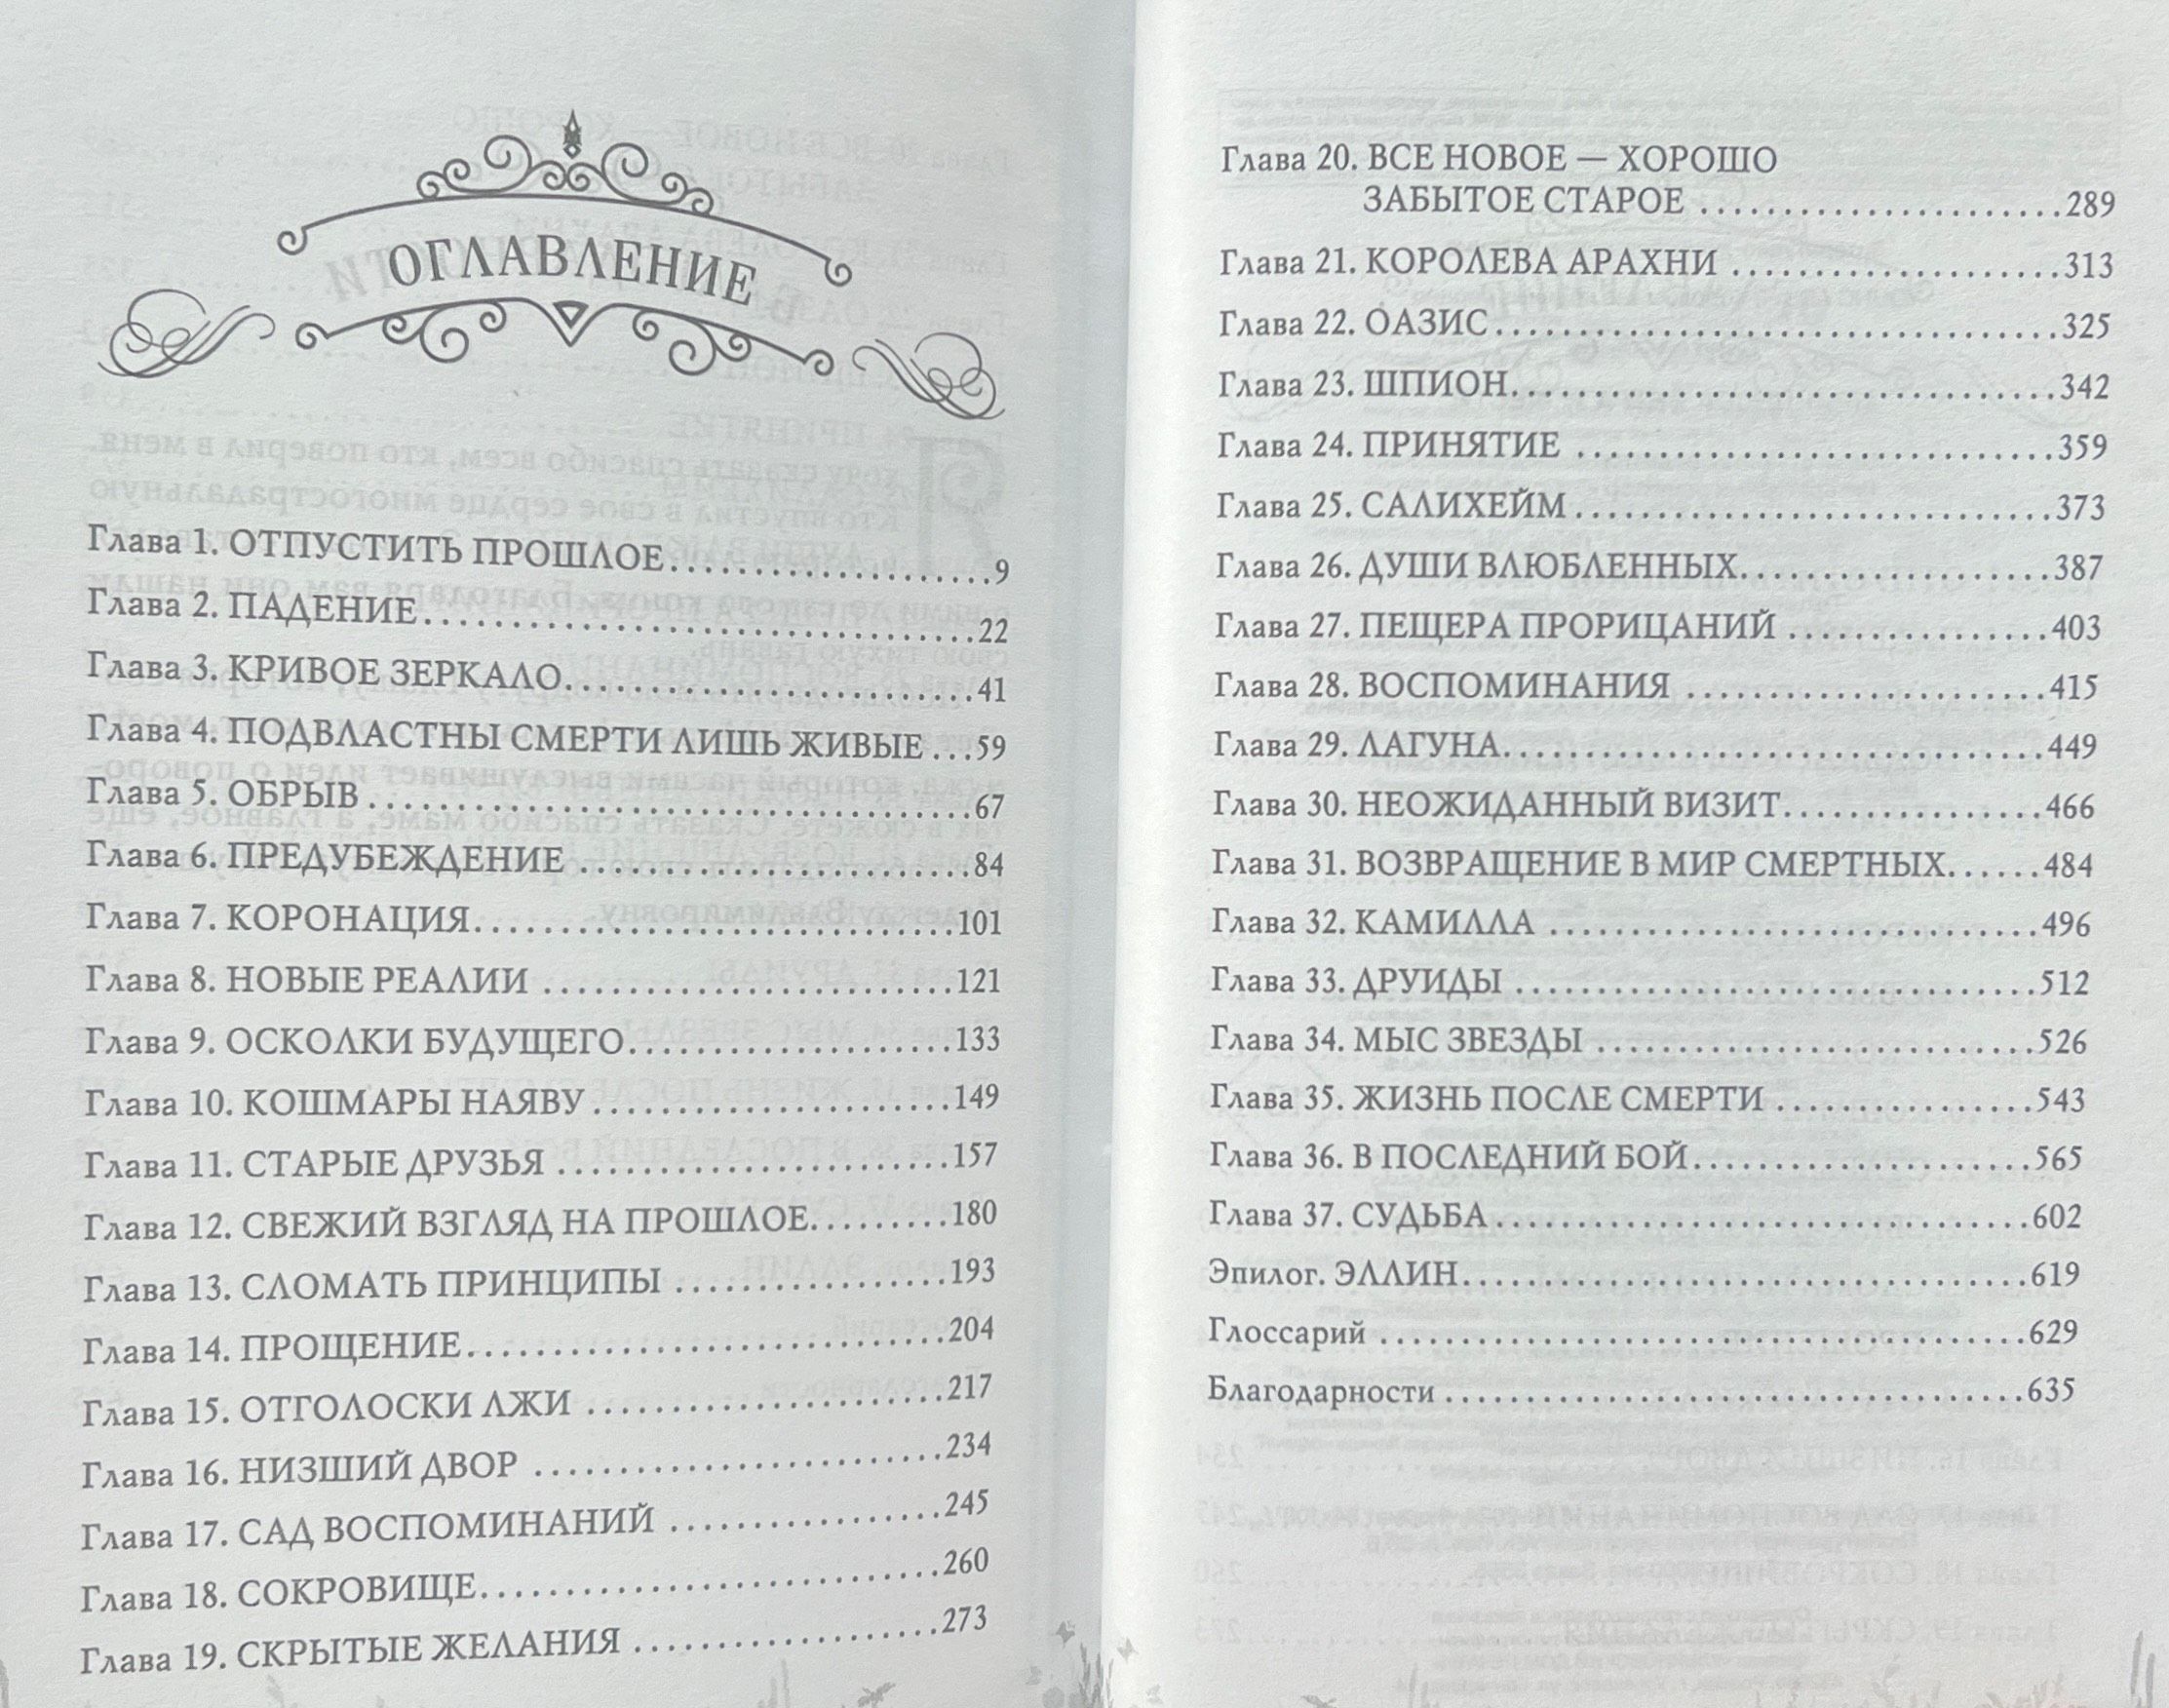 ОГЛАВЛЕНИЕ
Глава 1. ОТПУСТИТЬ ПРОШЛОЕ.....................9
Глава 2. ПАДЕНИЕ....................................22
Глава 3. КРИВОЕ ЗЕРКАЛО..........................41
Глава 4. ПОДВЛАСТНЫ СМЕРТИ ЛИШЬ ЖИВЫЕ ...59
Глава 5. ОБРЫВ .......................................67
Глава 6. ПРЕДУБЕЖДЕНИЕ .........................84
Глава 7. КОРОНАЦИЯ...............................101
Глава 8. НОВЫЕ РЕАЛИИ ...........................121
Глава 9. ОСКОЛКИ БУДУЩЕГО.....................133
Глава 10. КОШМАРЫ НАЯВУ.......................149
Глава 11. СТАРЫЕ ДРУЗЬЯ .........................157
Глава 12. СВЕЖИЙ ВЗГЛЯД НА ПРОШЛОЕ.........180
Глава 13. СЛОМАТЬ ПРИНЦИПЫ ..................193
Глава 14. ПРОЩЕНИЕ...............................204
Глава 15. ОТГОЛОСКИ ЛЖИ .......................217
Глава 16. НИЗШИЙ ДВОР ..........................234
Глава 17. САД ВОСПОМИНАНИЙ ..................245
Глава 18. СОКРОВИЩЕ..............................260
Глава 19. СКРЫТЫЕ ЖЕЛАНИЯ ....................273
Глава 20. ВСЕ НОВОЕ — ХОРОШО
ЗАБЫТОЕ СТАРОЕ .......................289
Глава 21. КОРОЛЕВА АРАХНИ .....................313
Глава 22. ОАЗИС....................................325
Глава 23. ШПИОН...................................342
Глава 24. ПРИНЯТИЕ ...............................359
Глава 25. САЛИХЕЙМ ...............................373
Глава 26. ДУШИ ВЛЮБЛЕННЫХ....................387
Глава 27. ПЕЩЕРА ПРОРИЦАНИЙ .................403
Глава 28. ВОСПОМИНАНИЯ ........................415
Глава 29. ЛАГУНА...................................449
Глава 30. НЕОЖИДАННЫЙ ВИЗИТ.................466
Глава 31. ВОЗВРАЩЕНИЕ В МИР СМЕРТНЫХ......484
Глава 32. КАМИЛЛА ................................496
Глава 33. ДРУИДЫ .................................512
Глава 34. МЫС ЗВЕЗДЫ ............................526
Глава 35. ЖИЗНЬ ПОСЛЕ СМЕРТИ .................543
Глава 36. В ПОСЛЕДНИЙ БОЙ......................565
Глава 37. СУДЬБА ..................................602
Эпилог. ЭЛЛИН.....................................619
Глоссарий ..........................................629
Благодарности .....................................635